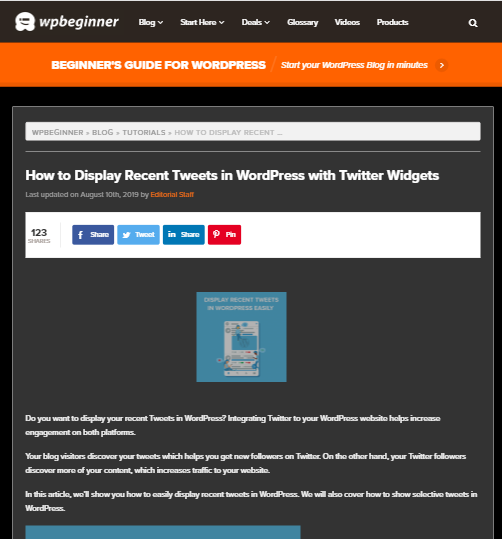 wpbeginner
Blog Start Here Deals Glossary Videos Products
BEGINNER'S GUIDE FOR WORDPRESS Start your WordPress Blog in minutes
WPBEGINNER » BLOG » TUTORIALS » HOW TO DISPLAY RECENT ...
How to Display Recent Tweets in WordPress with Twitter Widgets
Last updated on August 10th, 2019 by Editorial Staff
123
SHARES
Share Tweet Share Pin
DISPLAY RECENT TWEETS
IN WORDPRESS EASILY
Do you want to display your recent Tweets in WordPress? Integrating Twitter to your WordPress website helps increase
engagement on both platforms.
Your blog visitors discover your tweets which helps you get new followers on Twitter. On the other hand, your Twitter followers
discover more of your content, which increases traffic to your website.
In this article, we'll show you how to easily display recent tweets in WordPress. We will also cover how to show selective tweets in
WordPress.